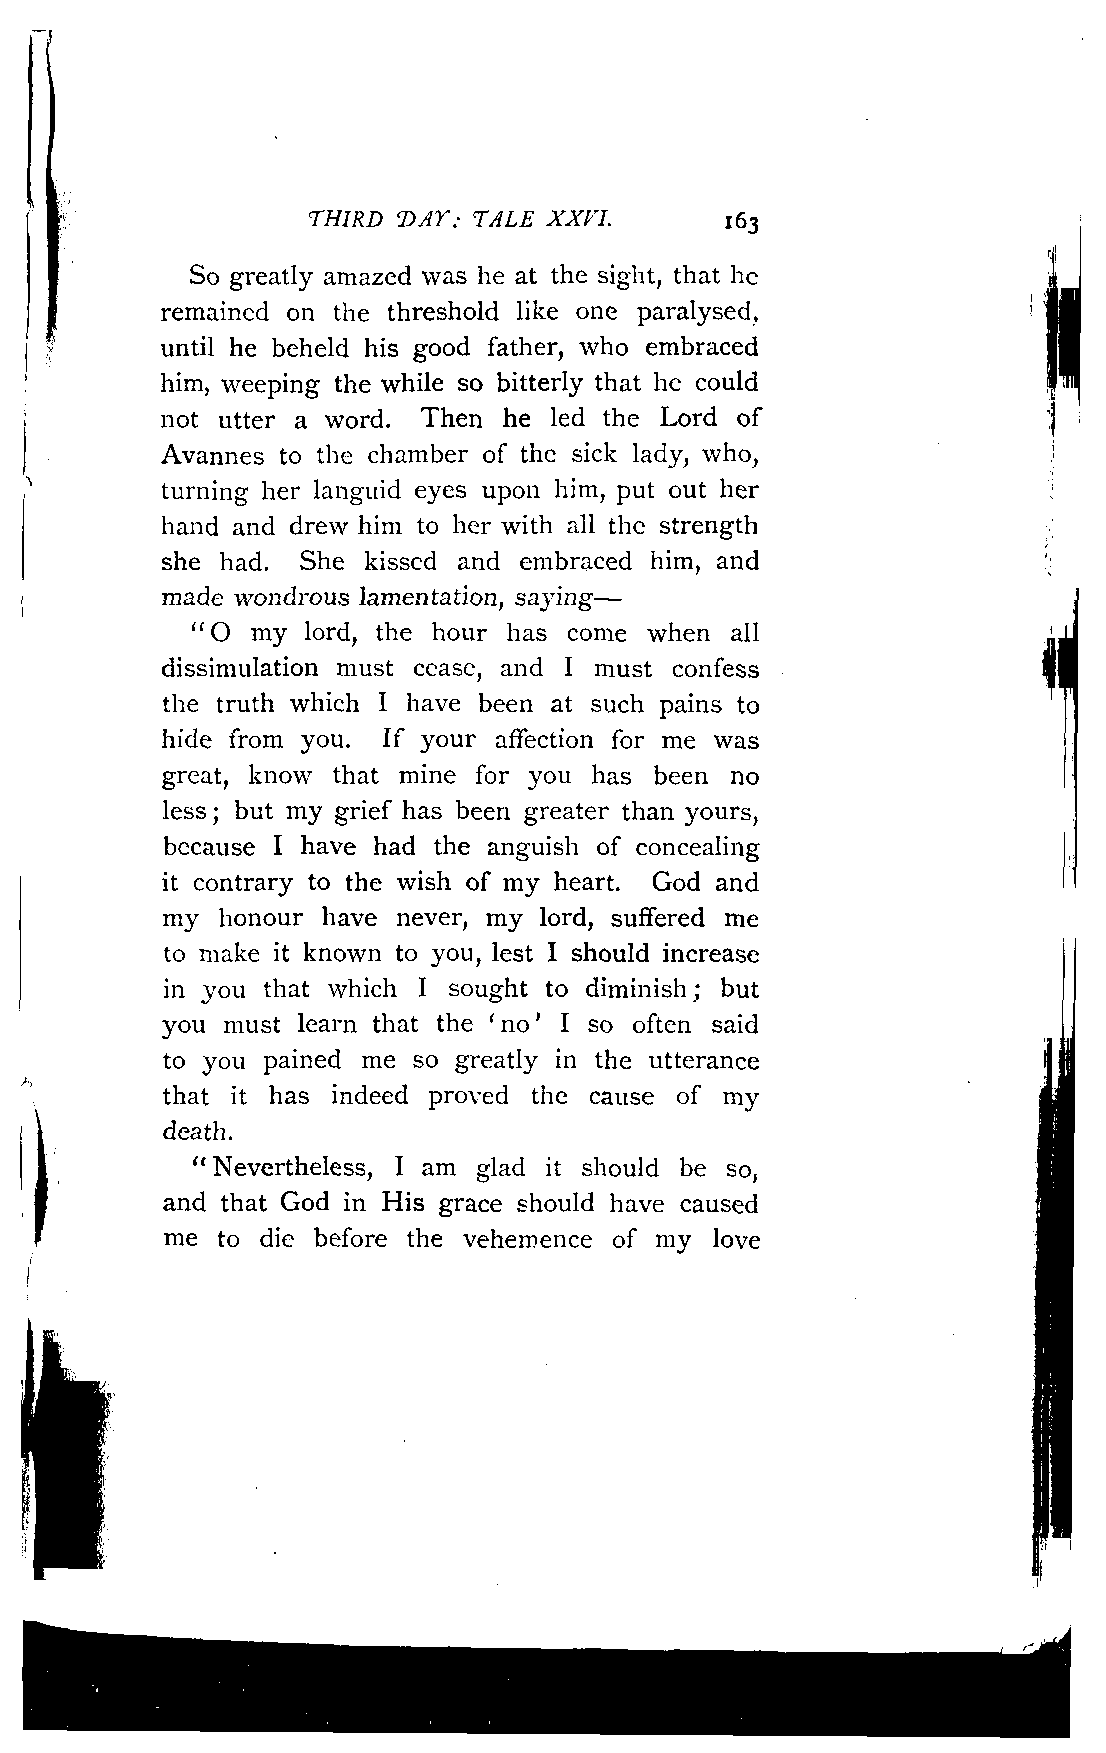 THIRD DAY: TALE XXVI. 163
So greatly amazed was he at the sight, that he
remained on the threshold like one paralysed,
until he beheld his good father, who embraced
him, weeping the while so bitterly that he could
not utter a word. Then he led the Lord of
Avannes to the chamber of the sick lady, who,
turning her languid eyes upon him, put out her
hand and drew him to her with all the strength
she had. She kissed and embraced him, and
made wondrous lamentation, saying—
"O my lord, the hour has come when all
dissimulation must cease, and I must confess
the truth which I have been at such pains to
hide from you. If your affection for me was
great, know that mine for you has been no
less; but my grief has been greater than yours,
because I have had the anguish of concealing
it contrary to the wish of my heart. God and
my honour have never, my lord, suffered me
to make it known to you, lest I should increase
in you that which I sought to diminish; but
you must learn that the 'no' I so often said
to you pained me so greatly in the utterance
that it has indeed proved the cause of my
death.
"Nevertheless, I am glad it should be so,
and that God in His grace should have caused
me to die before the vehemence of my love